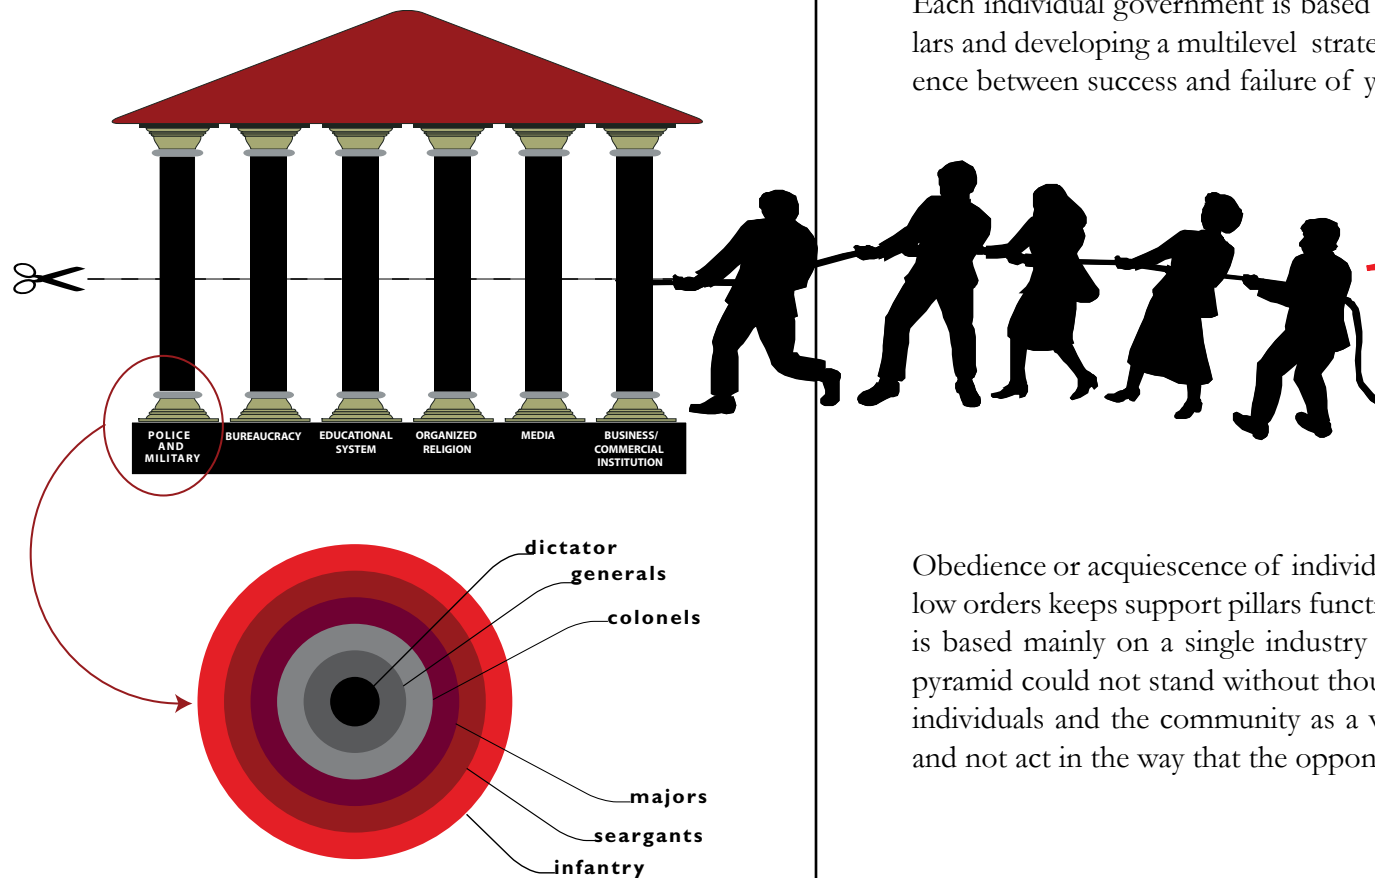 POLICE
AND
MILITARY
BUREAUCRACY
EDUCATIONAL
SYSTEM
ORGANIZED
RELIGION
MEDIA
BUSINESS/
COMMERCIAL
INSTITUTION
dictator
generals
colonels
majors
seargants
infantry
Each individual government is based
lars and developing a multilevel strate
ence between success and failure of y
Obedience or acquiescence of individ
low orders keeps support pillars functi
is based mainly on a single industry
pyramid could not stand without thou
individuals and the community as a
and not act in the way that the oppon